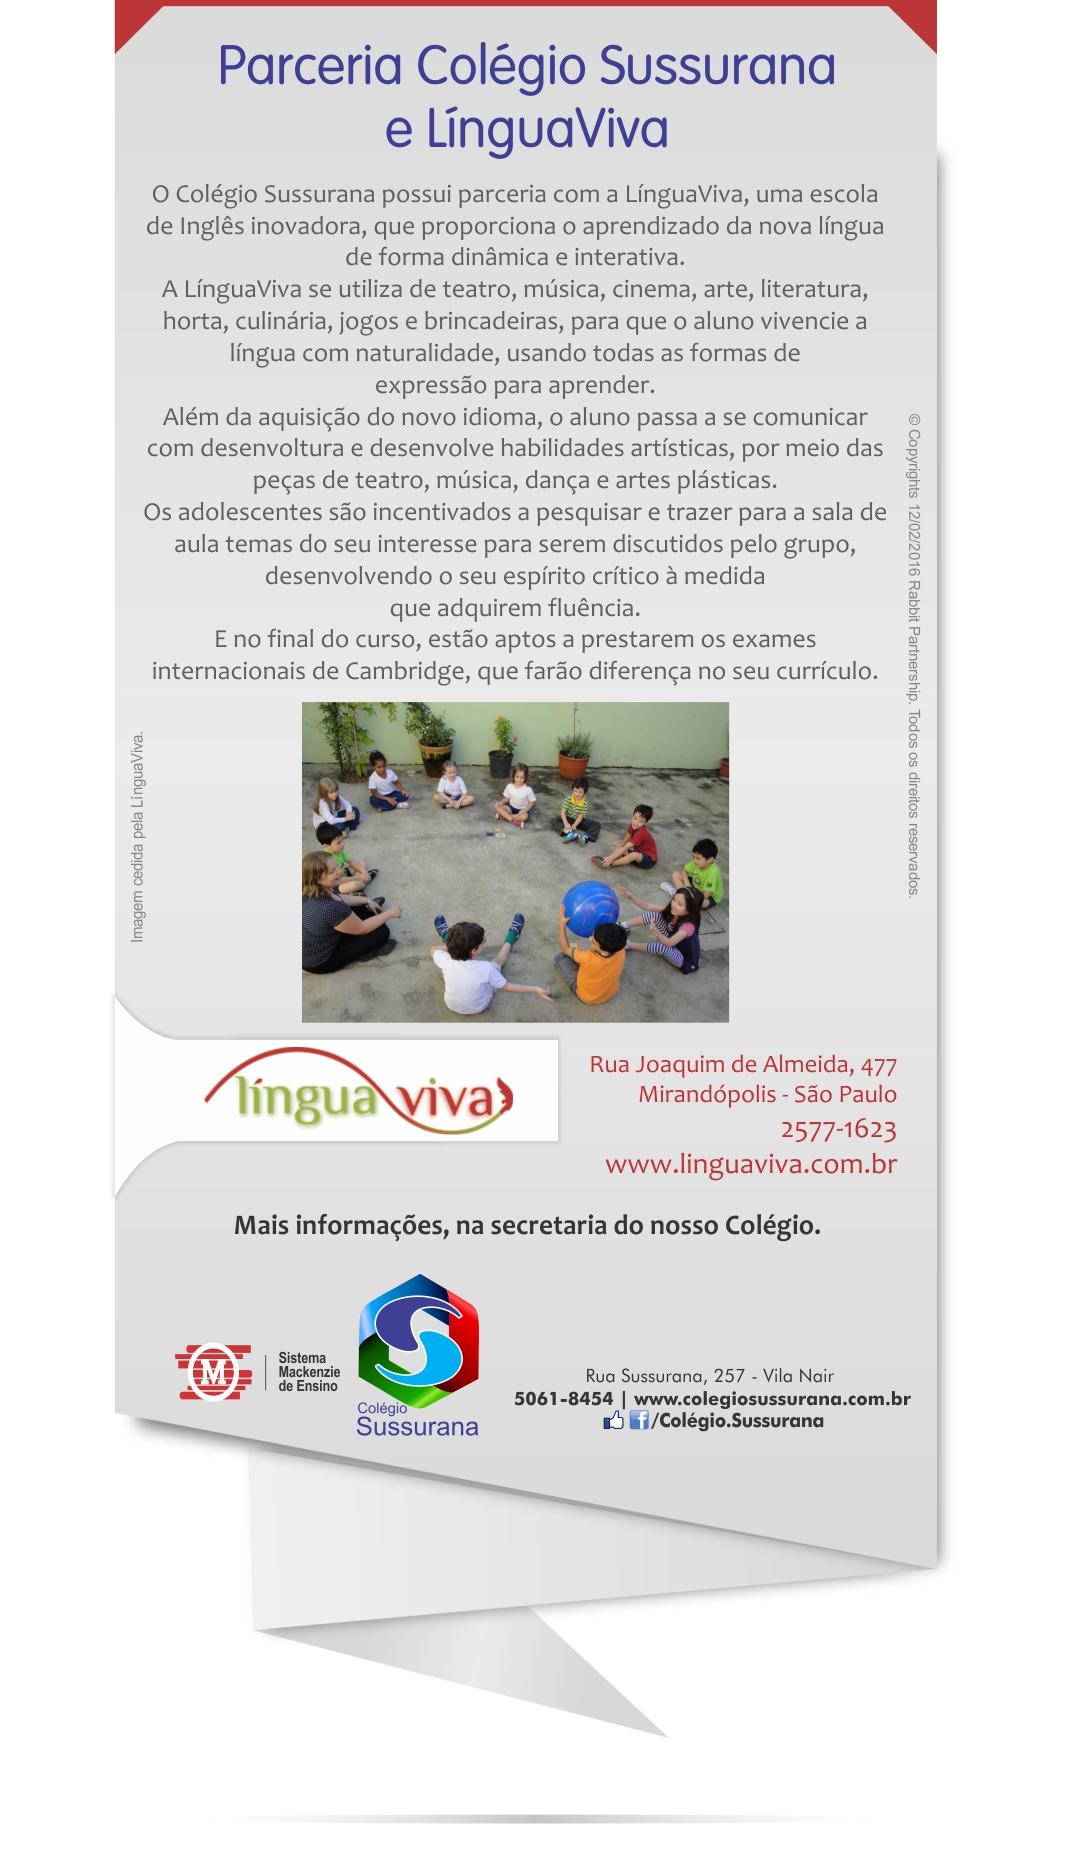 Parceria Colégio Sussurana
e LínguaViva
O Colégio Sussurana possui parceria com a LínguaViva, uma escola
de Inglês inovadora, que proporciona o aprendizado da nova língua
de forma dinâmica e interativa.
A LínguaViva se utiliza de teatro, música, cinema, arte, literatura,
horta, culinária, jogos e brincadeiras, para que o aluno vivencie a
língua com naturalidade, usando todas as formas de
expressão para aprender.
Além da aquisição do novo idioma, o aluno passa a se comunicar
com desenvoltura e desenvolve habilidades artísticas, por meio das
peças de teatro, música, dança e artes plásticas.
Os adolescentes são incentivados a pesquisar e trazer para a sala de
aula temas do seu interesse para serem discutidos pelo grupo,
desenvolvendo o seu espírito crítico à medida
que adquirem fluência.
E no final do curso, estão aptos a prestarem os exames
internacionais de Cambridge, que farão diferença no seu currículo.
© Copyrights 12/02/2016 Rabbit Partnership. Todos os direitos reservados.
Imagem cedida pela LínguaViva.
língua viva
Rua Joaquim de Almeida, 477
Mirandópolis - São Paulo
2577-1623
www.linguaviva.com.br
Mais informações, na secretaria do nosso Colégio.
M
Sistema
Mackenzie
de Ensino
Colégio
Sussurana
Rua Sussurana, 257 - Vila Nair
5061-8454 | www.colegiosussurana.com.br
f /Colégio.Sussurana